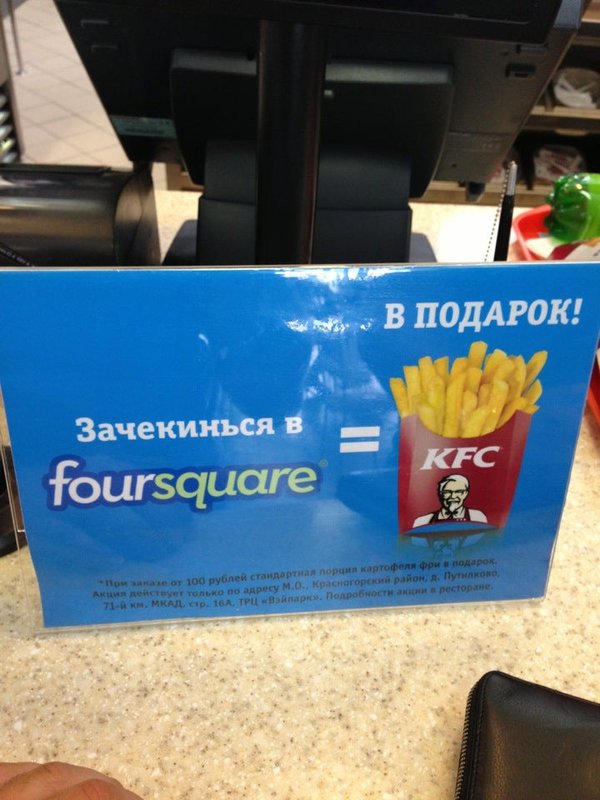 В ПОДАРОК!
Зачекинься в
foursquare
=
KFC
*При заказе от 100 рублей стандартная порция картофеля фри в подарок.
Акция действует только по адресу М.О., Красногорский район, д. Путилково,
71-й км. МКАД, стр. 16А, ТРЦ «Вэйпарк». Подробности акции в ресторане.